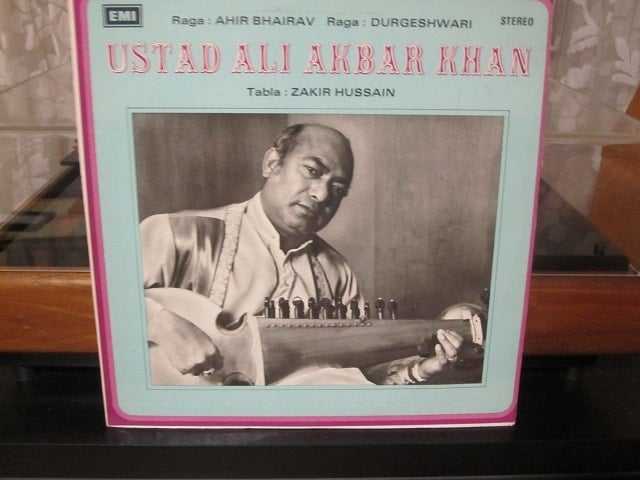 EMI
Raga : AHIR BHAIRAV Raga : DURGESHWARI
STEREO
USTAD ALI AKBAR KHAN
Tabla : ZAKIR HUSSAIN